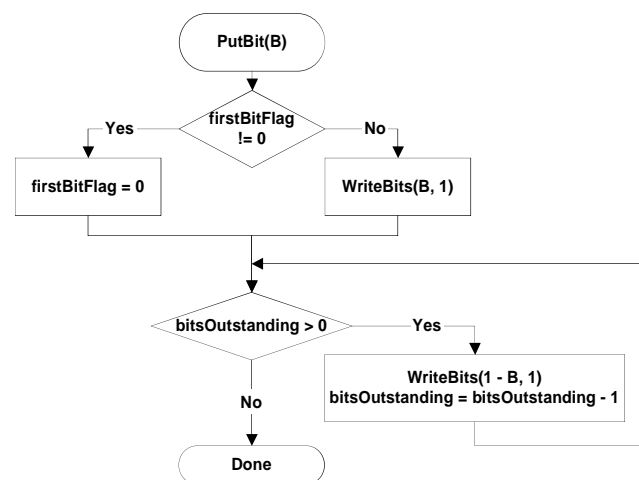 PutBit(B)
firstBitFlag
!= 0
Yes
No
firstBitFlag = 0
WriteBits(B, 1)
bitsOutstanding > 0
Yes
WriteBits(1 - B, 1)
bitsOutstanding = bitsOutstanding - 1
No
Done